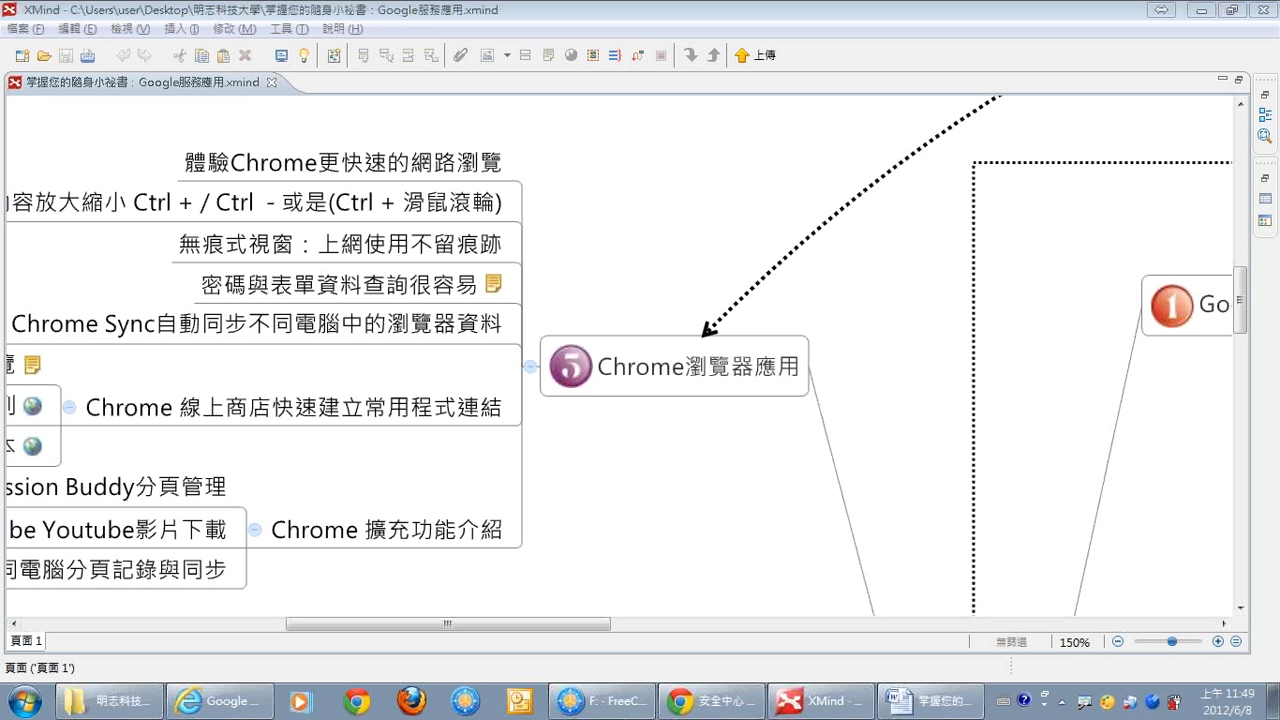 XMind - C:\Users\user\Desktop\明志科技大學\掌握您的隨身小祕書：Google服務應用.xmind
檔案 (F) 編輯 (E) 檢視 (V) 插入 (I) 修改 (M) 工具 (T) 說明 (H)
上傳
掌握您的隨身小祕書：Google服務應用.xmind
體驗Chrome更快速的網路瀏覽
容放大縮小 Ctrl + / Ctrl - 或是(Ctrl + 滑鼠滾輪)
無痕式視窗：上網使用不留痕跡
密碼與表單資料查詢很容易
Chrome Sync自動同步不同電腦中的瀏覽器資料
覽
5 Chrome瀏覽器應用
1 Go
Chrome 線上商店快速建立常用程式連結
ssion Buddy分頁管理
be Youtube影片下載
Chrome 擴充功能介紹
同電腦分頁記錄與同步
頁面 1
無篩選
150%
頁面 ('頁面 1')
明志科技...
Google ...
F: - FreeC...
安全中心 ...
XMind - ...
掌握您的...
上午 11:49
2012/6/8